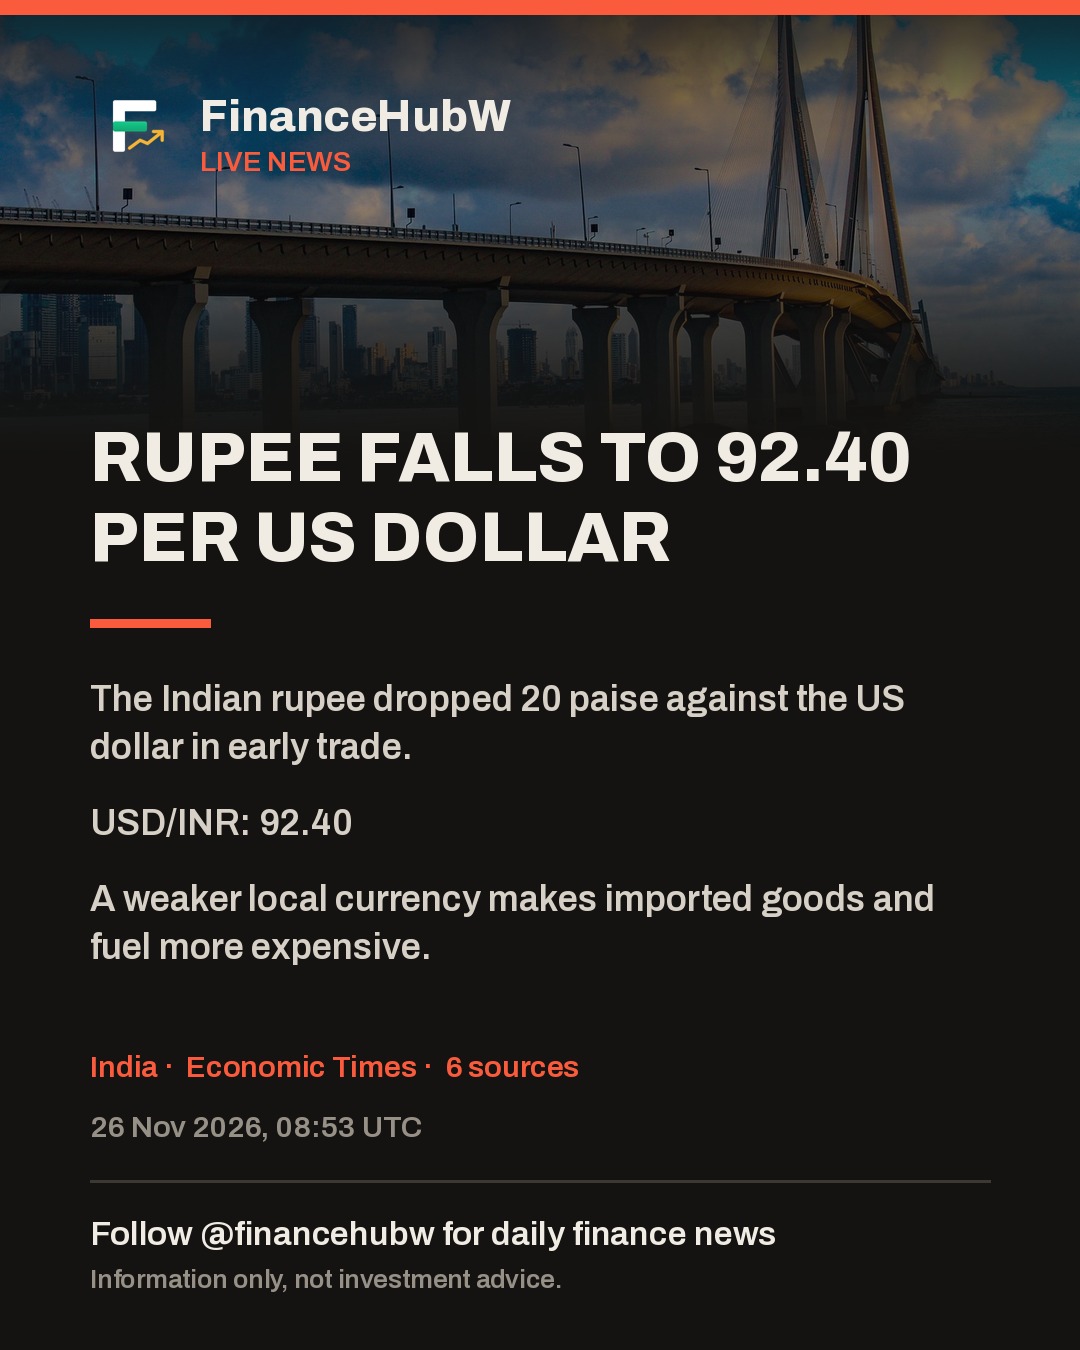 FinanceHubW
LIVE NEWS
RUPEE FALLS TO 92.40
PER US DOLLAR
The Indian rupee dropped 20 paise against the US
dollar in early trade.
USD/INR: 92.40
A weaker local currency makes imported goods and
fuel more expensive.
India · Economic Times · 6 sources
26 Nov 2026, 08:53 UTC
Follow @financehubw for daily finance news
Information only, not investment advice.